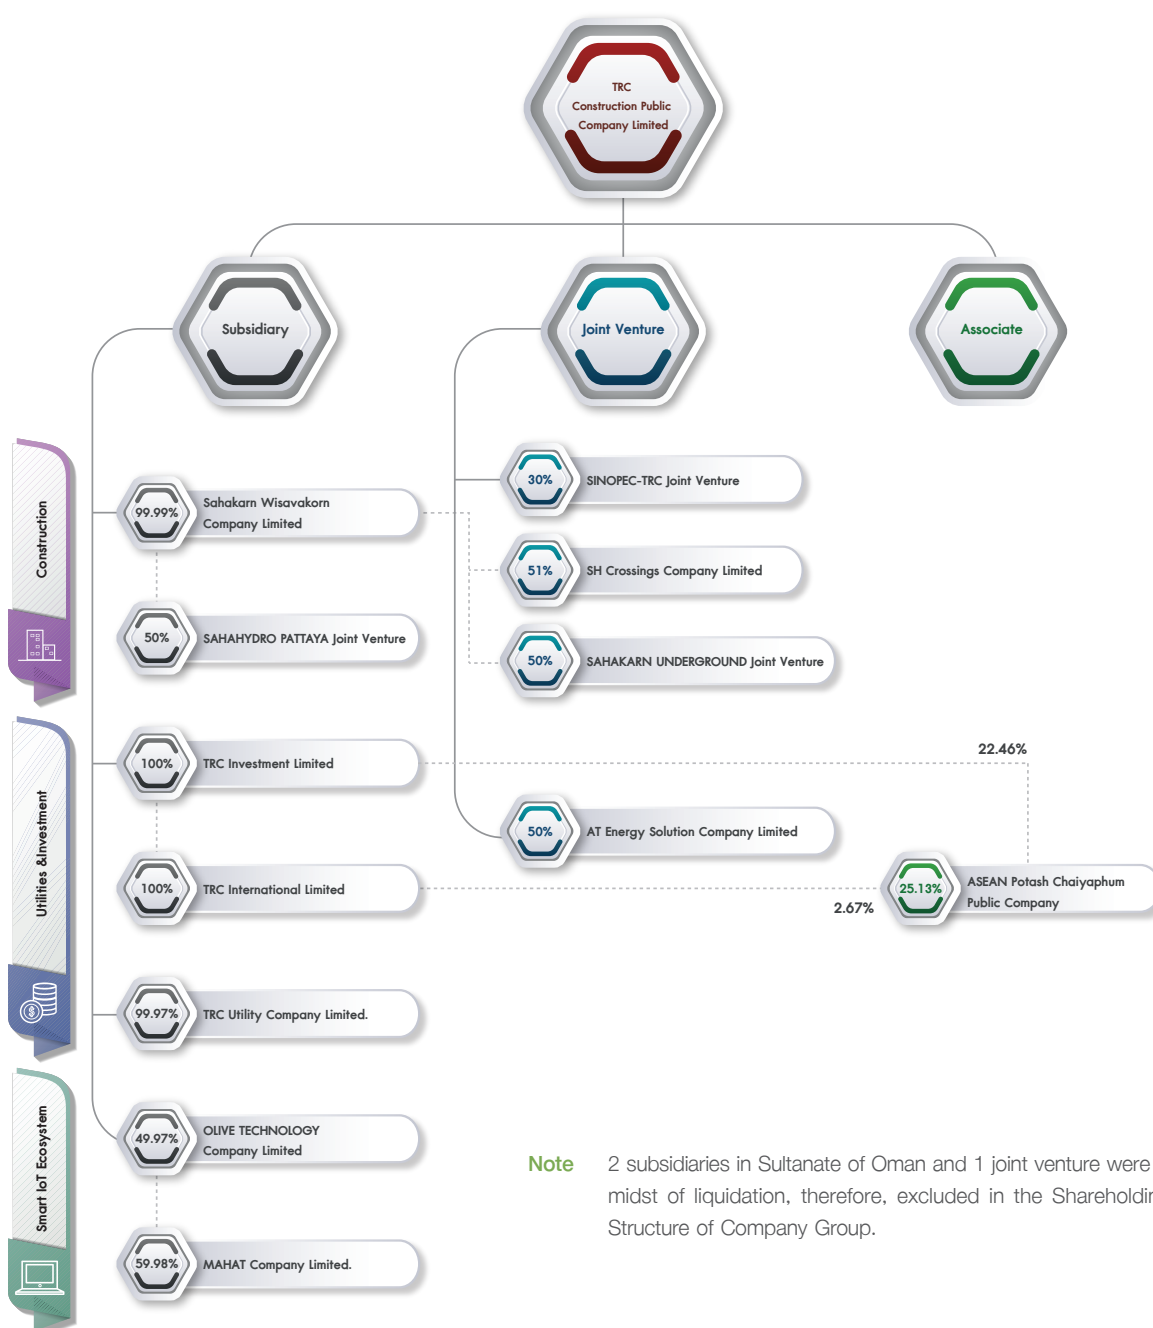 TRC
Construction Public
Company Limited
Subsidiary
Joint Venture
Associate
Construction
99.99%
Sahakarn Wisavakorn
Company Limited
50%
SAHAHYDRO PATTAYA Joint Venture
30%
SINOPEC-TRC Joint Venture
51%
SH Crossings Company Limited
50%
SAHAKARN UNDERGROUND Joint Venture
Utilities &Investment
100%
TRC Investment Limited
22.46%
50%
AT Energy Solution Company Limited
100%
TRC International Limited
2.67%
25.13%
ASEAN Potash Chaiyaphum
Public Company
99.97%
TRC Utility Company Limited.
Smart IoT Ecosystem
49.97%
OLIVE TECHNOLOGY
Company Limited
59.98%
MAHAT Company Limited.
Note 2 subsidiaries in Sultanate of Oman and 1 joint venture were
midst of liquidation, therefore, excluded in the Shareholdin
Structure of Company Group.